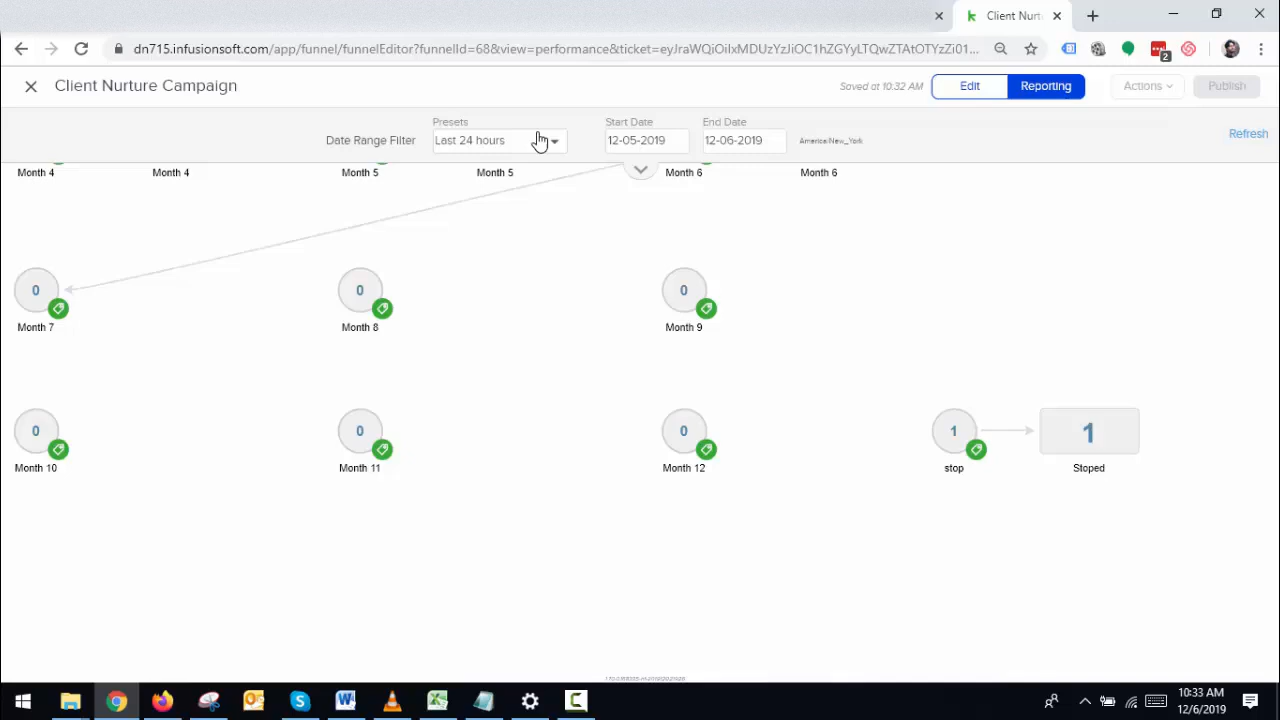 Client Nurt
dn715.infusionsoft.com/app/funnel/funnelEditor?funnelId=68&view=performance&ticket=eyJraWQiOiIxMDUzYzJiOC1hZGYyLTQwZTAtOTYzZi01...
2
Client Nurture Campaign
Saved at 10:32 AM
Edit
Reporting
Actions
Publish
Presets
Start Date
End Date
Date Range Filter
Last 24 hours
12-05-2019
12-06-2019
America/New_York
Refresh
Month 4
Month 4
Month 5
Month 5
Month 6
Month 6
0
0
0
Month 7
Month 8
Month 9
0
0
0
1
1
Month 10
Month 11
Month 12
stop
Stoped
10:33 AM
12/6/2019